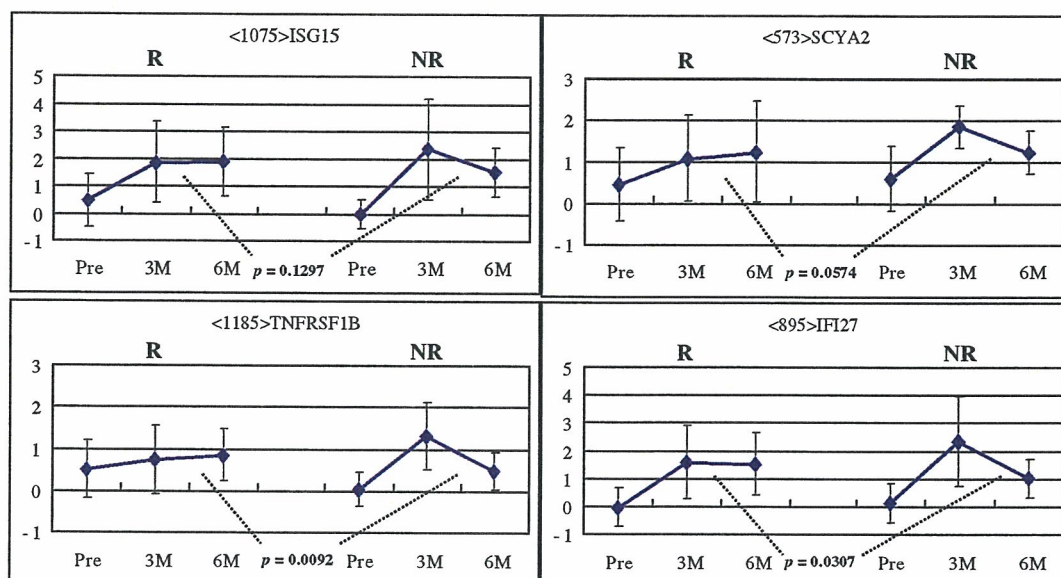 <1075>ISG15
R NR
5
4
3
2
1
0
-1
Pre 3M 6M p = 0.1297 Pre 3M 6M
<573>SCYA2
R NR
3
2
1
0
-1
Pre 3M 6M p = 0.0574 Pre 3M 6M
<1185>TNFRSF1B
R NR
3
2
1
0
-1
Pre 3M 6M p = 0.0092 Pre 3M 6M
<895>IFI27
R NR
5
4
3
2
1
0
-1
Pre 3M 6M p = 0.0307 Pre 3M 6M